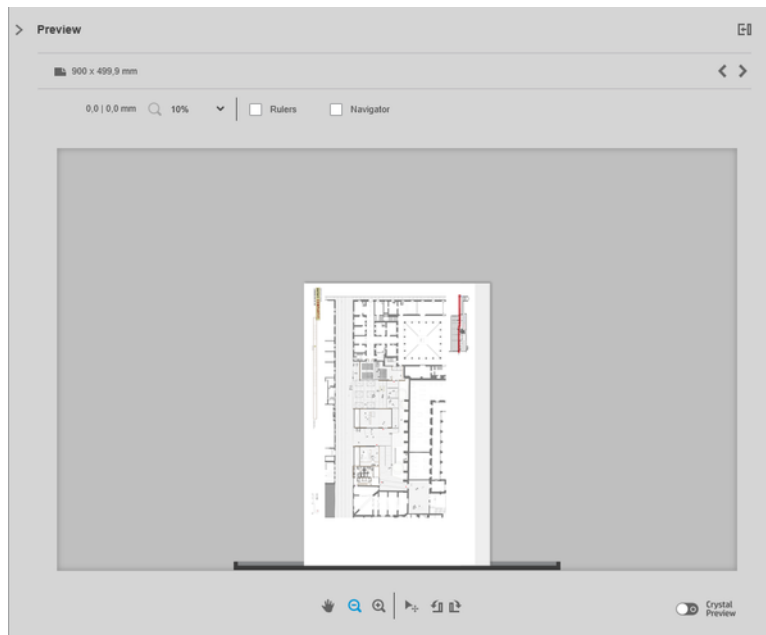 Preview
900 x 499,9 mm
0,0 | 0,0 mm 10% Rulers Navigator
Crystal
Preview